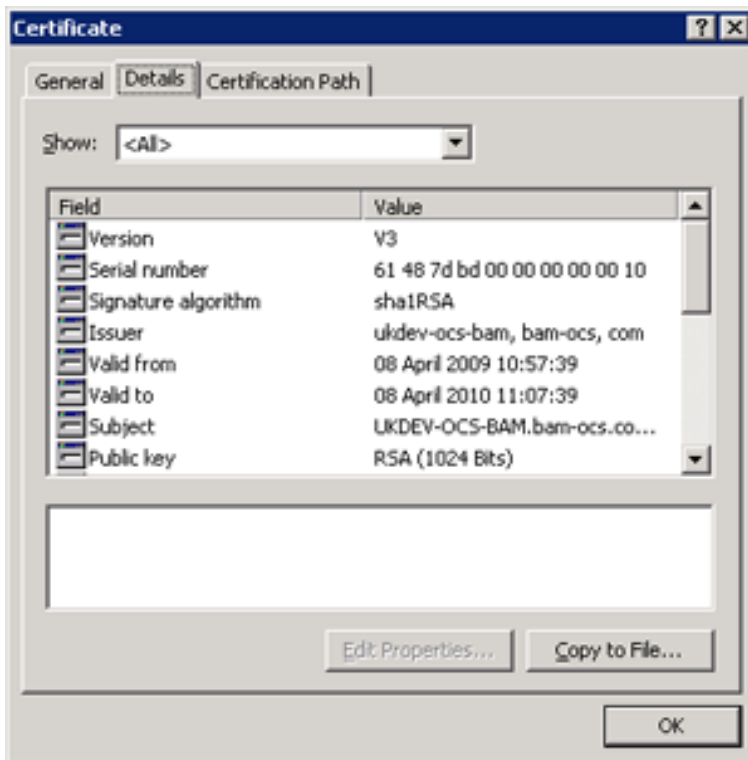 Certificate
General Details Certification Path
Show: <All>
Field Value
Version V3
Serial number 61 48 7d bd 00 00 00 00 00 10
Signature algorithm sha1RSA
Issuer ukdev-ocs-bam, bam-ocs, com
Valid from 08 April 2009 10:57:39
Valid to 08 April 2010 11:07:39
Subject UKDEV-OCS-BAM.bam-ocs.co...
Public key RSA (1024 Bits)
Edit Properties... Copy to File...
OK